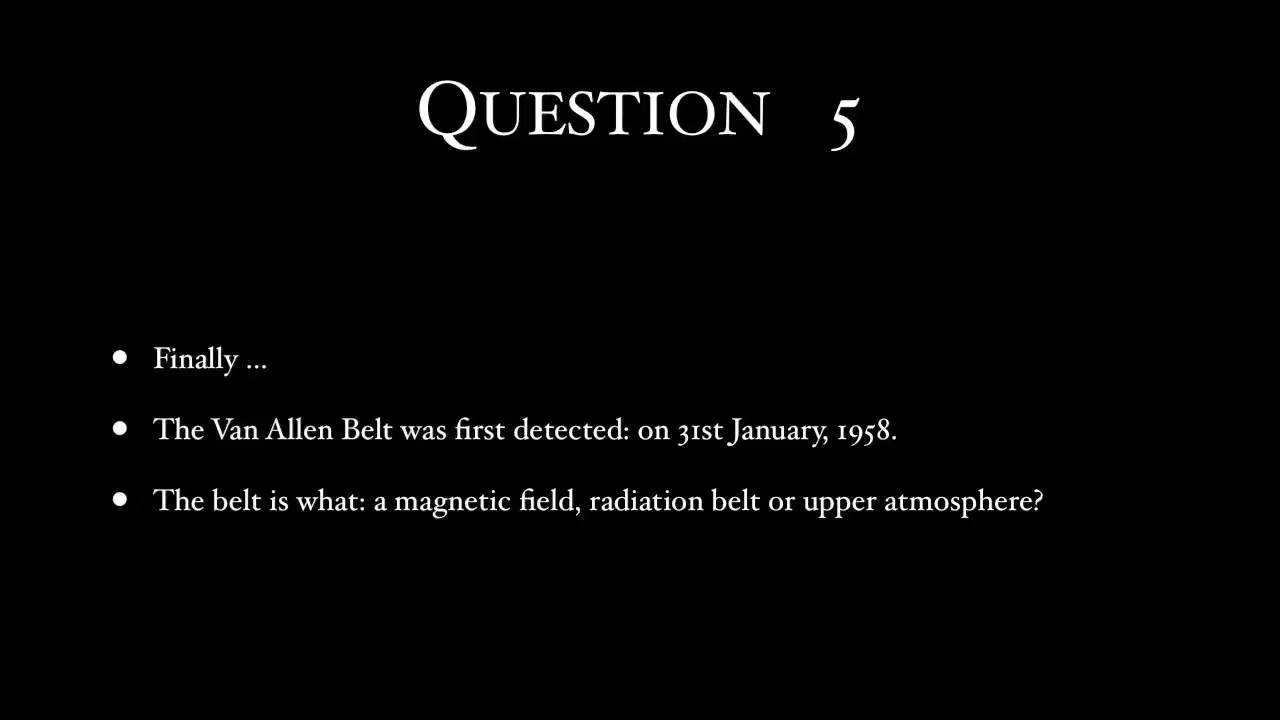 QUESTION 5
• Finally ...
• The Van Allen Belt was first detected: on 31st January, 1958.
• The belt is what: a magnetic field, radiation belt or upper atmosphere?